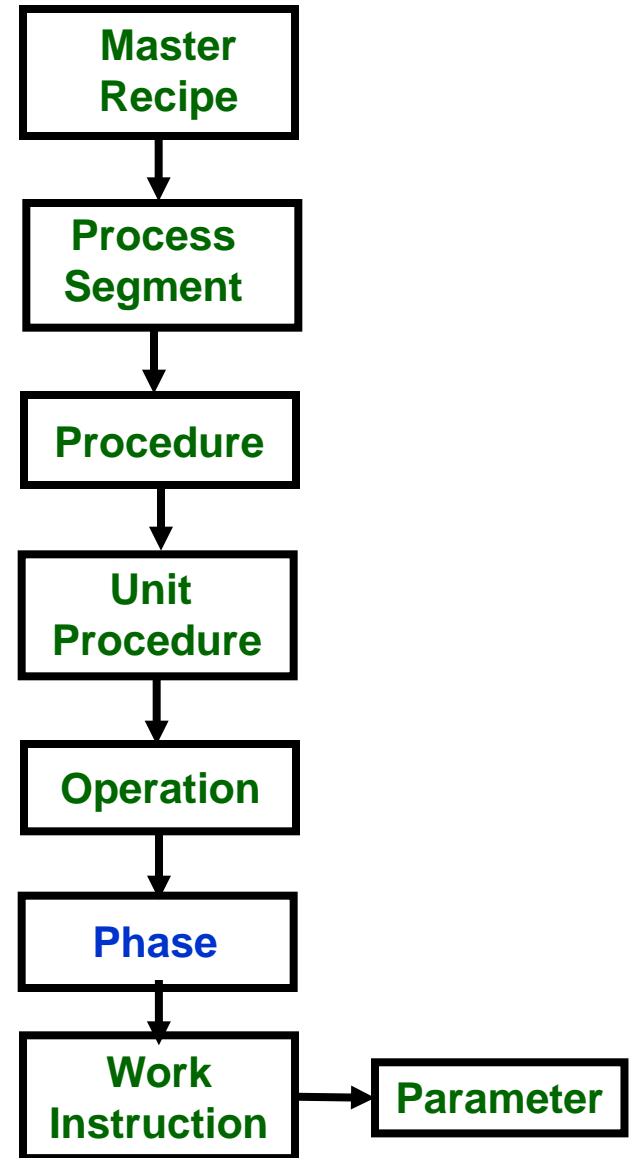 Master
Recipe
Process
Segment
Procedure
Unit
Procedure
Operation
Phase
Work
Instruction
Parameter